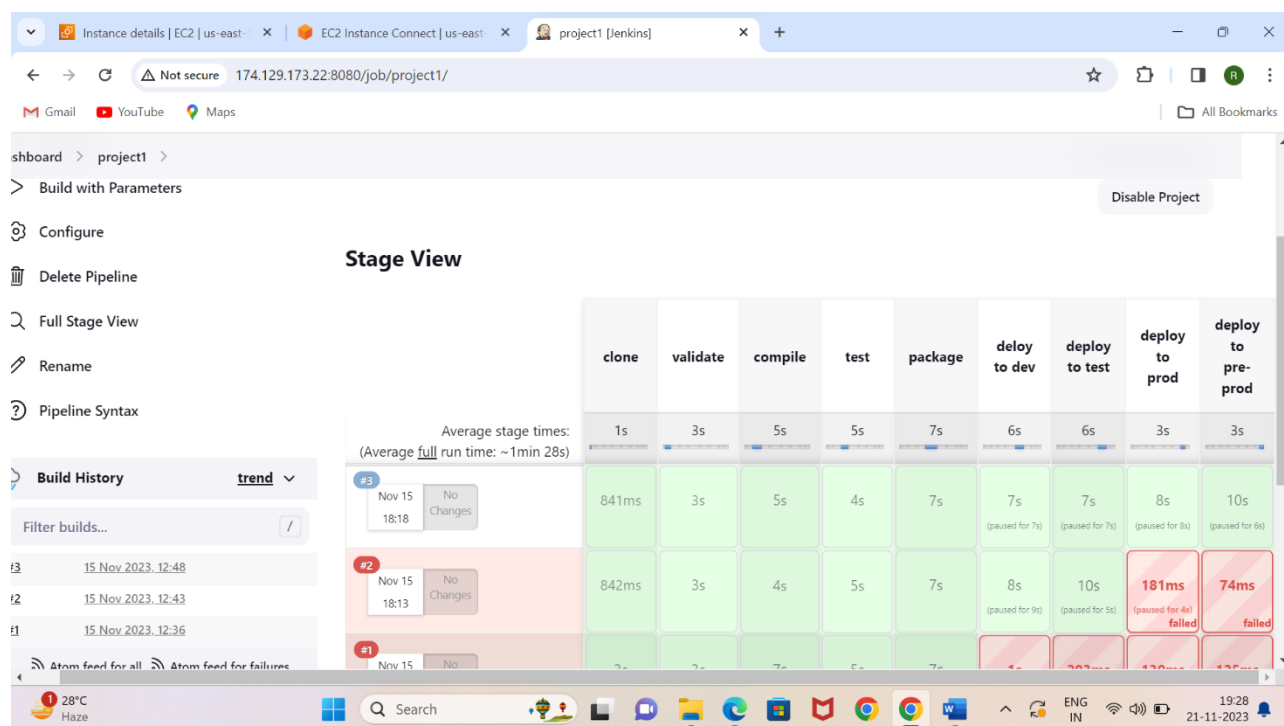 Instance details | EC2 | us-east-
EC2 Instance Connect | us-east
project1 [Jenkins]
Not secure 174.129.173.22:8080/job/project1/
R
Gmail YouTube Maps
All Bookmarks
shboard > project1 >
Build with Parameters
Disable Project
Configure
Delete Pipeline
Full Stage View
Rename
Pipeline Syntax
Stage View
clone validate compile test package deloy to dev deploy to test deploy to prod deploy to pre-prod
Average stage times: 1s 3s 5s 5s 7s 6s 6s 3s 3s
(Average full run time: ~1min 28s)
Build History trend
Filter builds... /
#3 15 Nov 2023, 12:48
#2 15 Nov 2023, 12:43
#1 15 Nov 2023, 12:36
Atom feed for all Atom feed for failures
#3
Nov 15 18:18 No Changes 841ms 3s 5s 4s 7s 7s 7s 8s 10s
(paused for 7s) (paused for 7s) (paused for 8s) (paused for 6s)
#2
Nov 15 18:13 No Changes 842ms 3s 4s 5s 7s 8s 10s 181ms 74ms
(paused for 9s) (paused for 5s) (paused for 4s)
failed failed
#1
Nov 15 No
1
28°C
Haze
Search
ENG
IN
19:28
21-11-2023